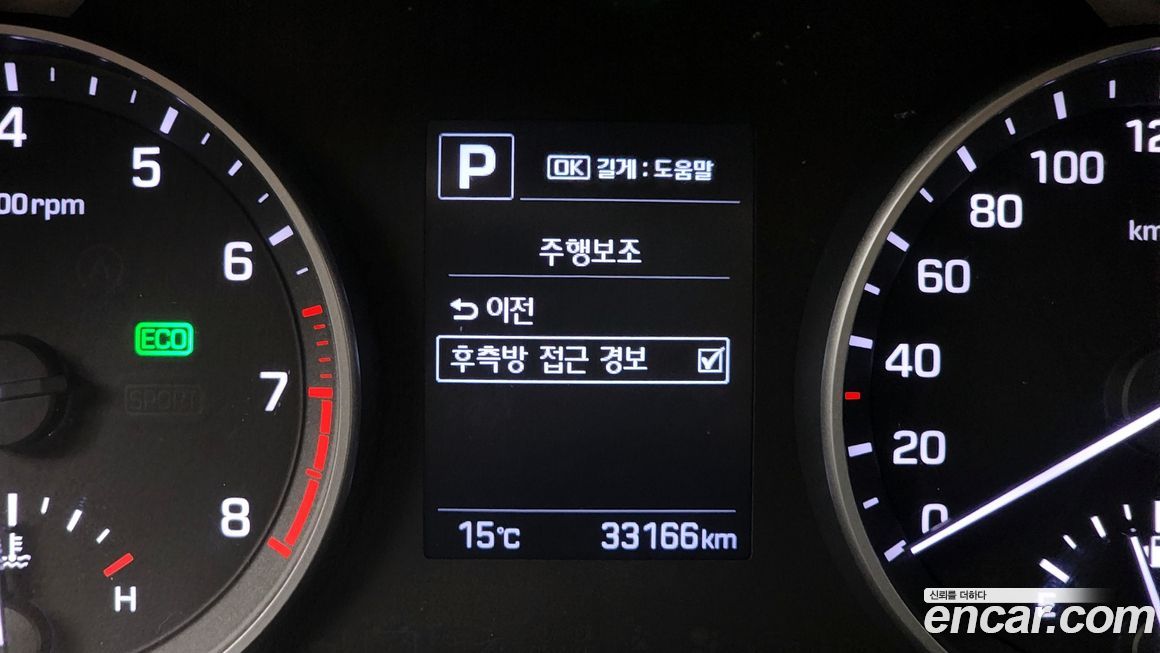 4
5
6
7
8
00rpm
ECO
SPORT
H
P
OK 길게 : 도움말
주행보조
이전
후측방 접근 경보
15℃
33166km
12
100
80
60
40
20
0
km
신뢰를 더하다
encar.com